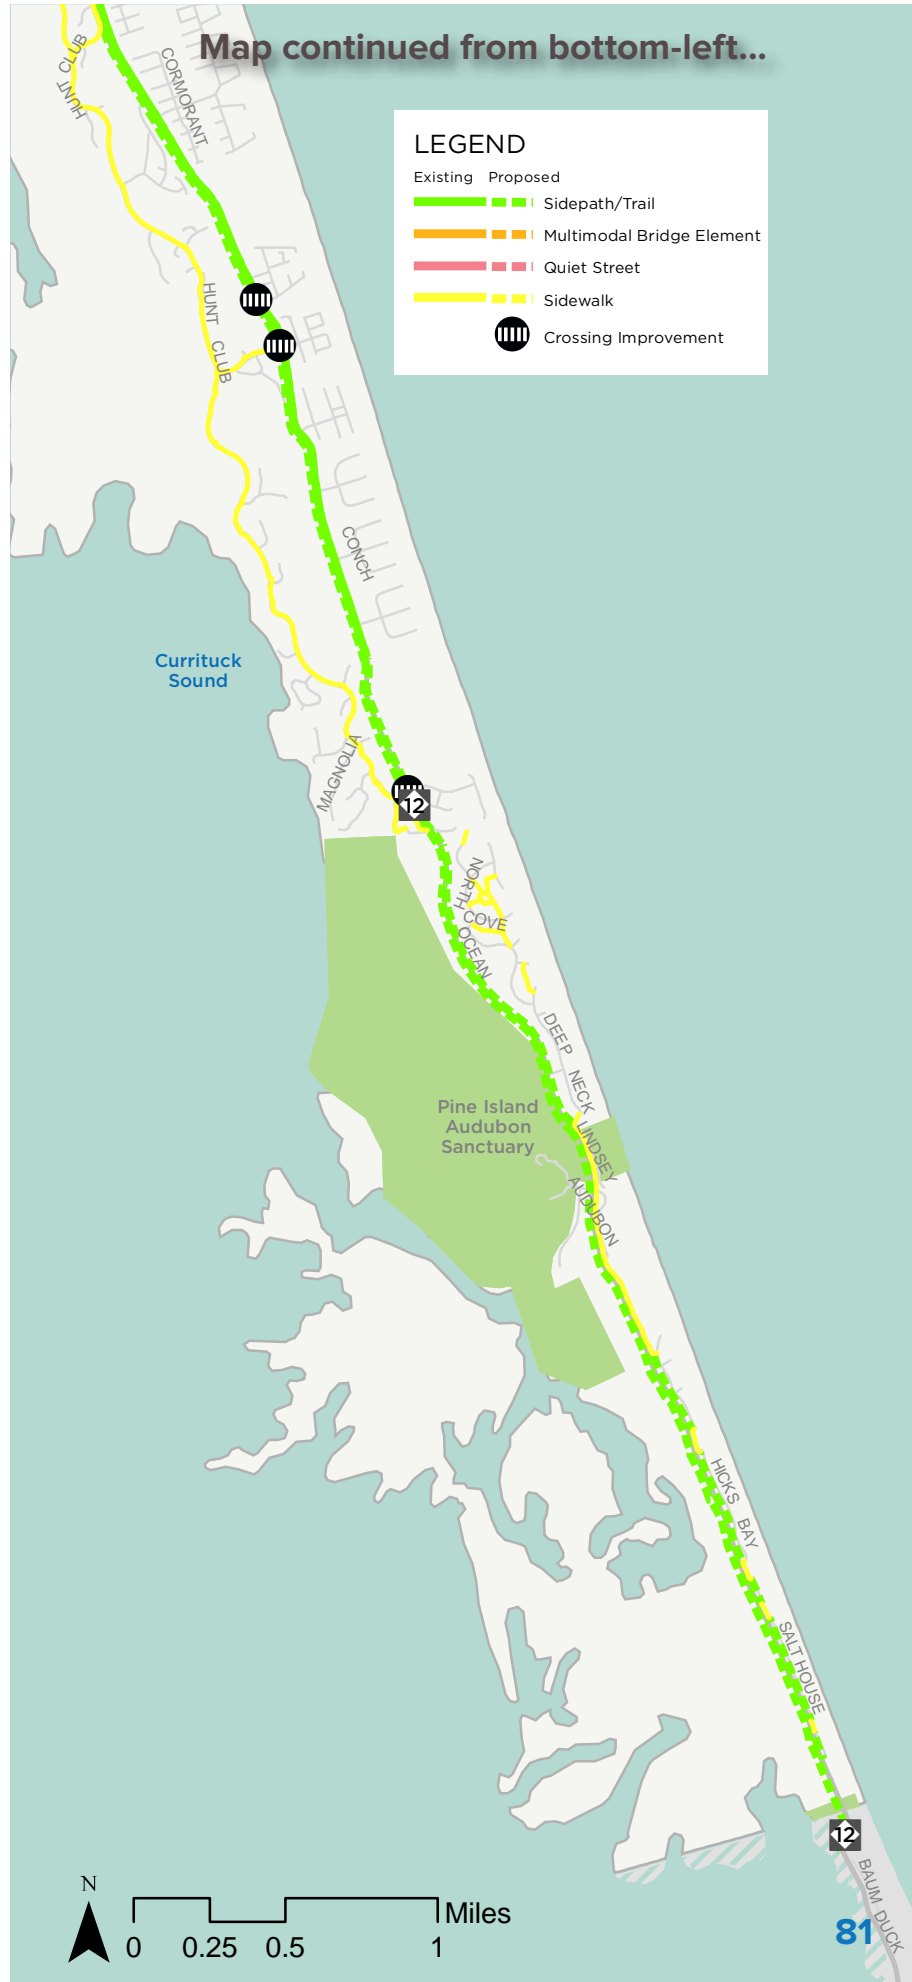 Map continued from bottom-left...
HUNT CLUB
CORMORANT
LEGEND
Existing Proposed
Sidepath/Trail
Multimodal Bridge Element
Quiet Street
Sidewalk
Crossing Improvement
HUNT CLUB
CONCH
Currituck
Sound
MAGNOLIA
12
NORTH
COVE
OCEAN
DEEP NECK
Pine Island
Audubon
Sanctuary
LINDSEY
AUDUBON
HICKS BAY
SALT HOUSE
12
BAUM DUCK
N
Miles
0 0.25 0.5 1
81